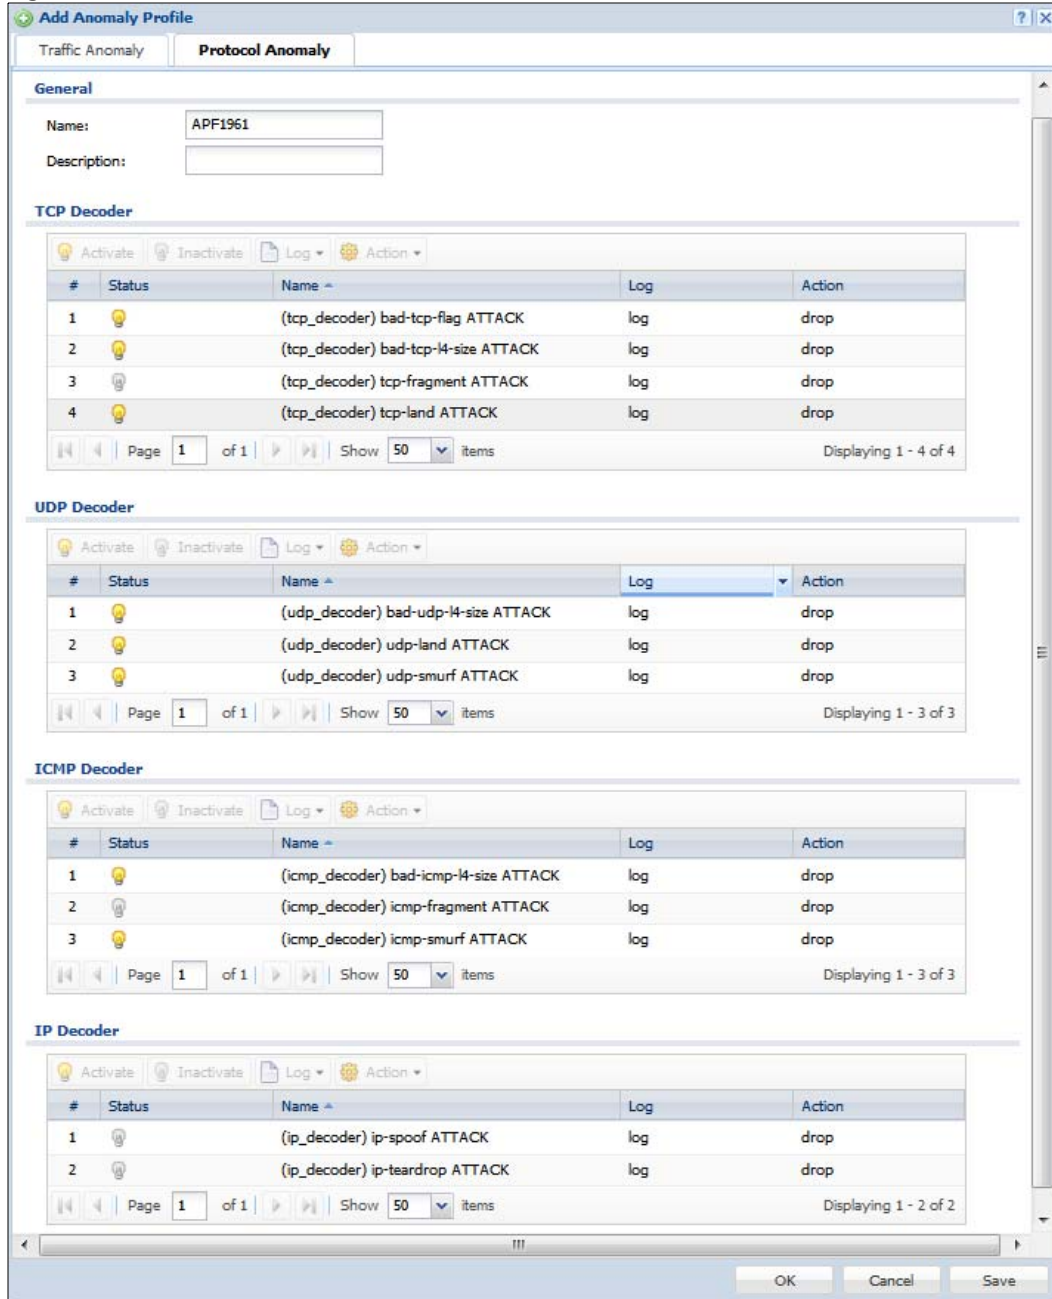 Add Anomaly Profile
Traffic Anomaly Protocol Anomaly
General
Name: APF1961
Description:
TCP Decoder
Activate Inactivate Log Action
# Status Name Log Action
1 (tcp_decoder) bad-tcp-flag ATTACK log drop
2 (tcp_decoder) bad-tcp-l4-size ATTACK log drop
3 (tcp_decoder) tcp-fragment ATTACK log drop
4 (tcp_decoder) tcp-land ATTACK log drop
Page 1 of 1 Show 50 items Displaying 1 - 4 of 4
UDP Decoder
Activate Inactivate Log Action
# Status Name Log Action
1 (udp_decoder) bad-udp-l4-size ATTACK log drop
2 (udp_decoder) udp-land ATTACK log drop
3 (udp_decoder) udp-smurf ATTACK log drop
Page 1 of 1 Show 50 items Displaying 1 - 3 of 3
ICMP Decoder
Activate Inactivate Log Action
# Status Name Log Action
1 (icmp_decoder) bad-icmp-l4-size ATTACK log drop
2 (icmp_decoder) icmp-fragment ATTACK log drop
3 (icmp_decoder) icmp-smurf ATTACK log drop
Page 1 of 1 Show 50 items Displaying 1 - 3 of 3
IP Decoder
Activate Inactivate Log Action
# Status Name Log Action
1 (ip_decoder) ip-spoof ATTACK log drop
2 (ip_decoder) ip-teardrop ATTACK log drop
Page 1 of 1 Show 50 items Displaying 1 - 2 of 2
OK Cancel Save